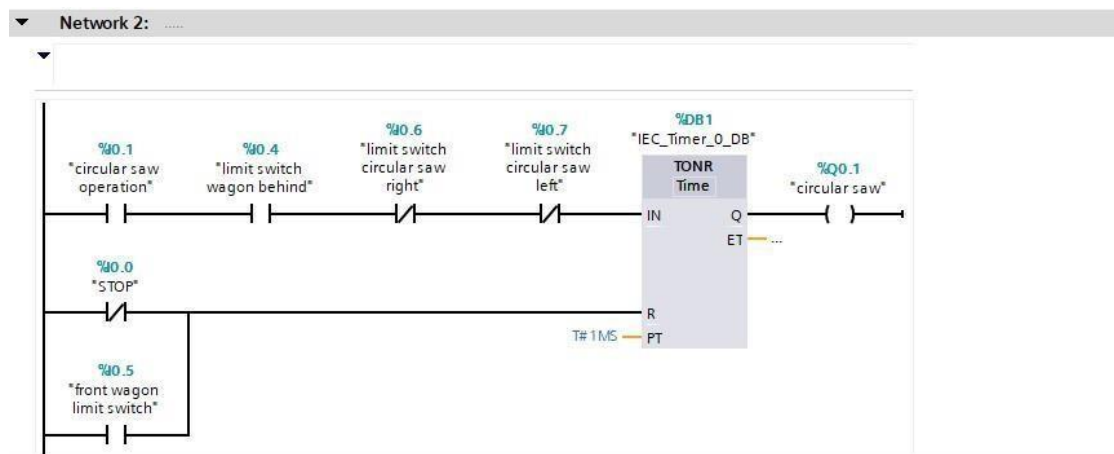 Network 2: .....
%I0.1
"circular saw
operation"
%I0.4
"limit switch
wagon behind"
%I0.6
"limit switch
circular saw
right"
%I0.7
"limit switch
circular saw
left"
%DB1
"IEC_Timer_0_DB"
TONR
Time
IN
Q
ET
...
R
T#1MS
PT
%Q0.1
"circular saw"
%I0.0
"STOP"
%I0.5
"front wagon
limit switch"